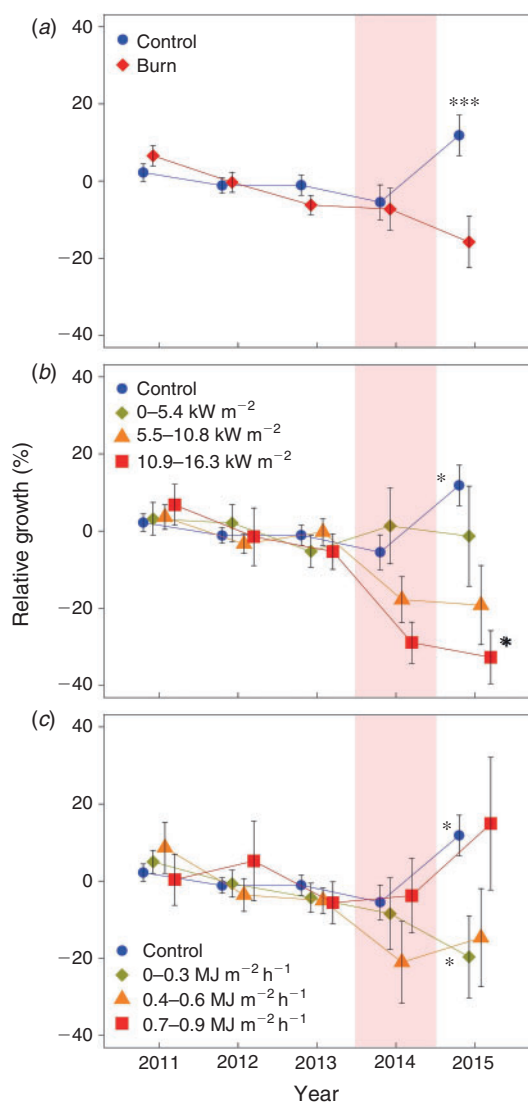 (a)
Control
Burn
***
40
20
0
−20
−40
(b)
Control
0–5.4 kW m−2
5.5–10.8 kW m−2
10.9–16.3 kW m−2
*
*
40
20
0
−20
−40
Relative growth (%)
(c)
*
*
40
20
0
−20
−40
Control
0–0.3 MJ m−2 h−1
0.4–0.6 MJ m−2 h−1
0.7–0.9 MJ m−2 h−1
2011 2012 2013 2014 2015
Year